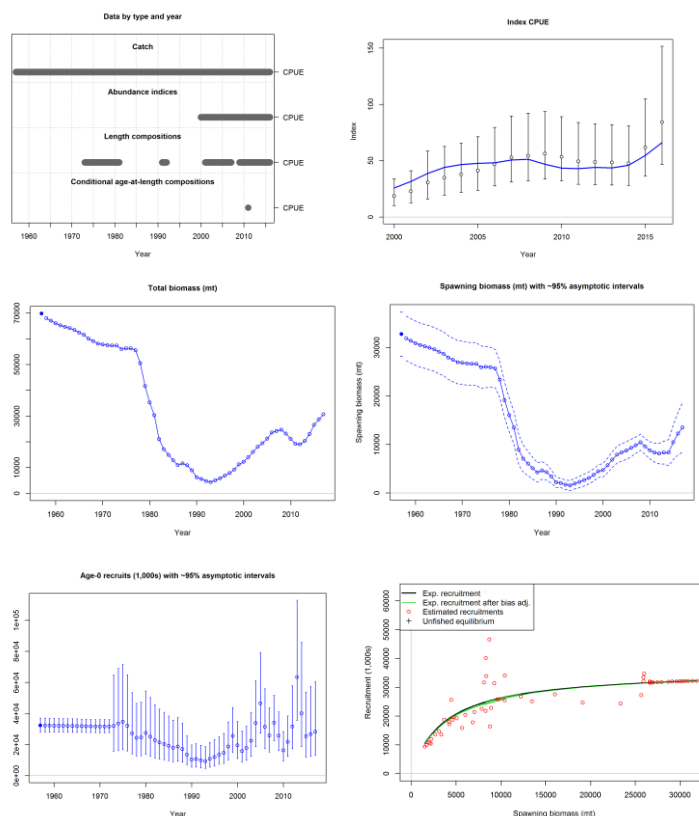 Data by type and year
Catch
CPUE
Abundance indices
CPUE
Length compositions
CPUE
Conditional age-at-length compositions
CPUE
1960 1970 1980 1990 2000 2010
Year
Index CPUE
150
100
50
0
Index
2000 2005 2010 2015
Year
Total biomass (mt)
70000
50000
30000
10000
0
1960 1970 1980 1990 2000 2010
Year
Spawning biomass (mt) with ~95% asymptotic intervals
Spawning biomass (mt)
30000
20000
10000
0
1960 1970 1980 1990 2000 2010
Year
Age-0 recruits (1,000s) with ~95% asymptotic intervals
1e+05
8e+04
6e+04
4e+04
2e+04
0e+00
1960 1970 1980 1990 2000 2010
Year
Exp. recruitment
Exp. recruitment after bias adj.
Estimated recruitments
Unfished equilibrium
Recruitment (1,000s)
60000
50000
40000
30000
20000
10000
0
0 5000 10000 15000 20000 25000 30000
Spawning biomass (mt)